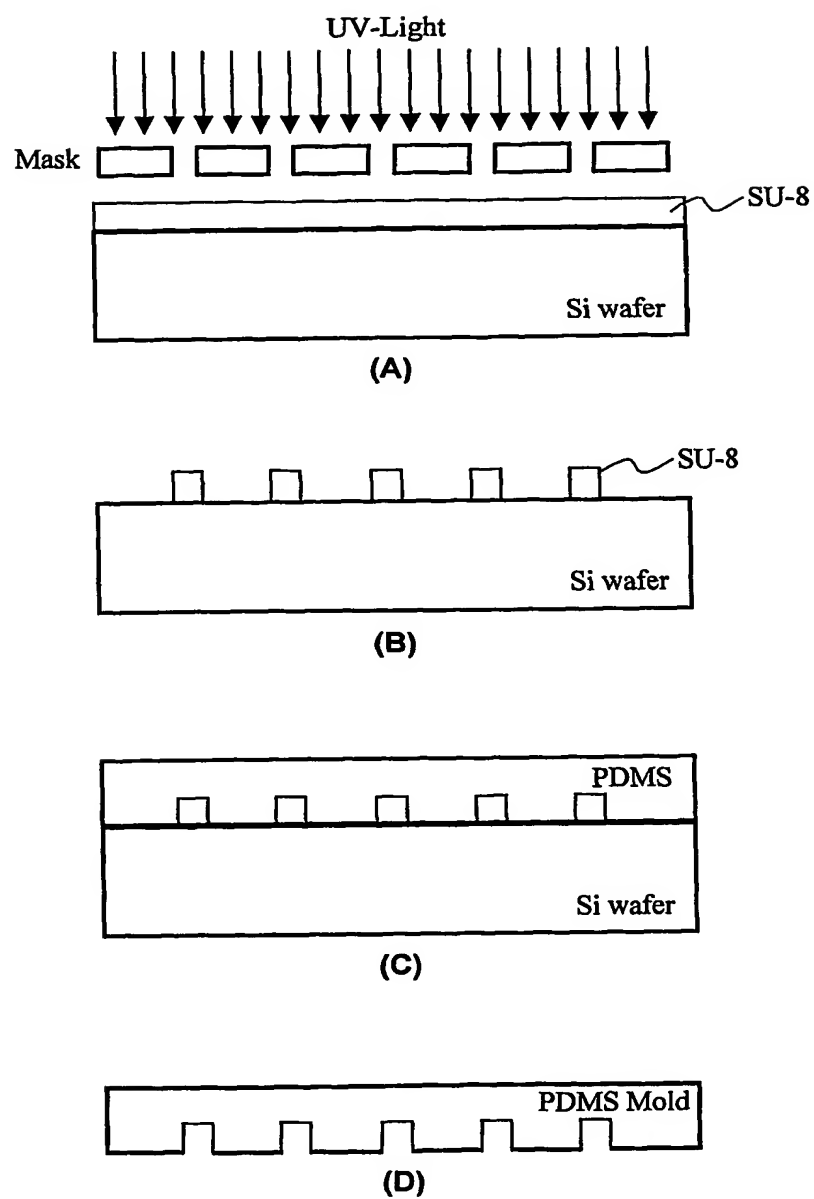 UV-Light
Mask
SU-8
Si wafer
(A)
SU-8
Si wafer
(B)
PDMS
Si wafer
(C)
PDMS Mold
(D)